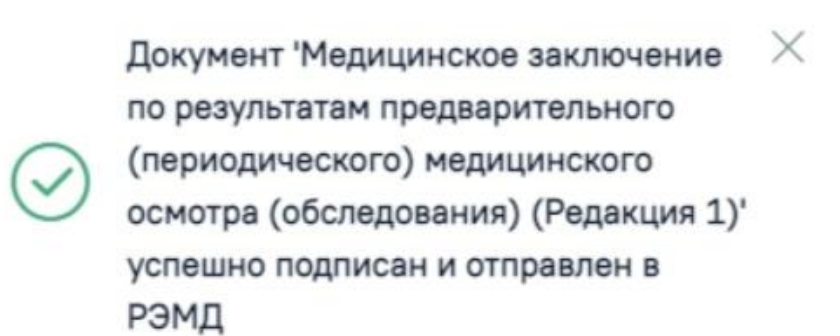 Документ 'Медицинское заключение
по результатам предварительного
(периодического) медицинского
осмотра (обследования) (Редакция 1)'
успешно подписан и отправлен в
РЭМД